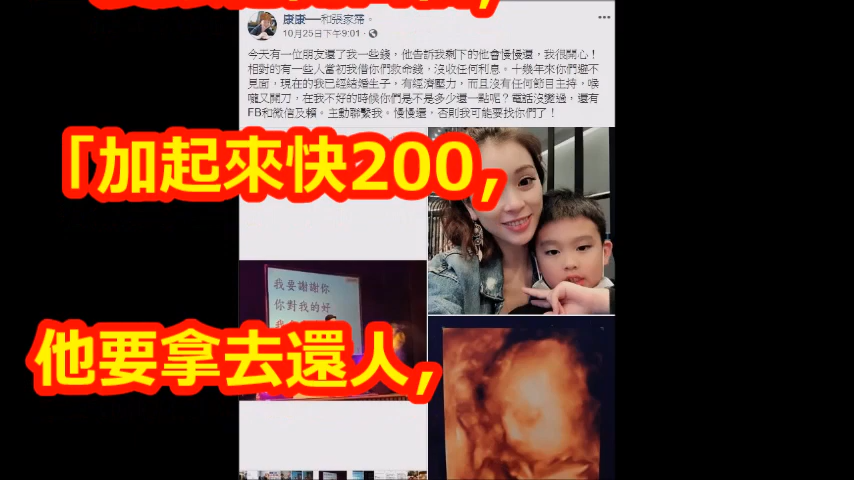 康康和張家蓉。
10月25日下午9:01
今天有一位朋友還了我一些錢，他告訴我剩下的他會慢慢還，我很開心！
相對的有一些人當初我借你們救命錢，沒收任何利息。十幾年來你們避不
見面，現在的我已經結婚生子，有經濟壓力，而且沒有任何節目主持，喉
嚨又開刀，在我不好的時候你們是不是多少還一點呢？電話沒變過，還有
FB和微信及賴。主動聯繫我。慢慢還，否則我可能要找你們了！
「加起來快200,
我要謝謝你
你對我的好
他要拿去還人,